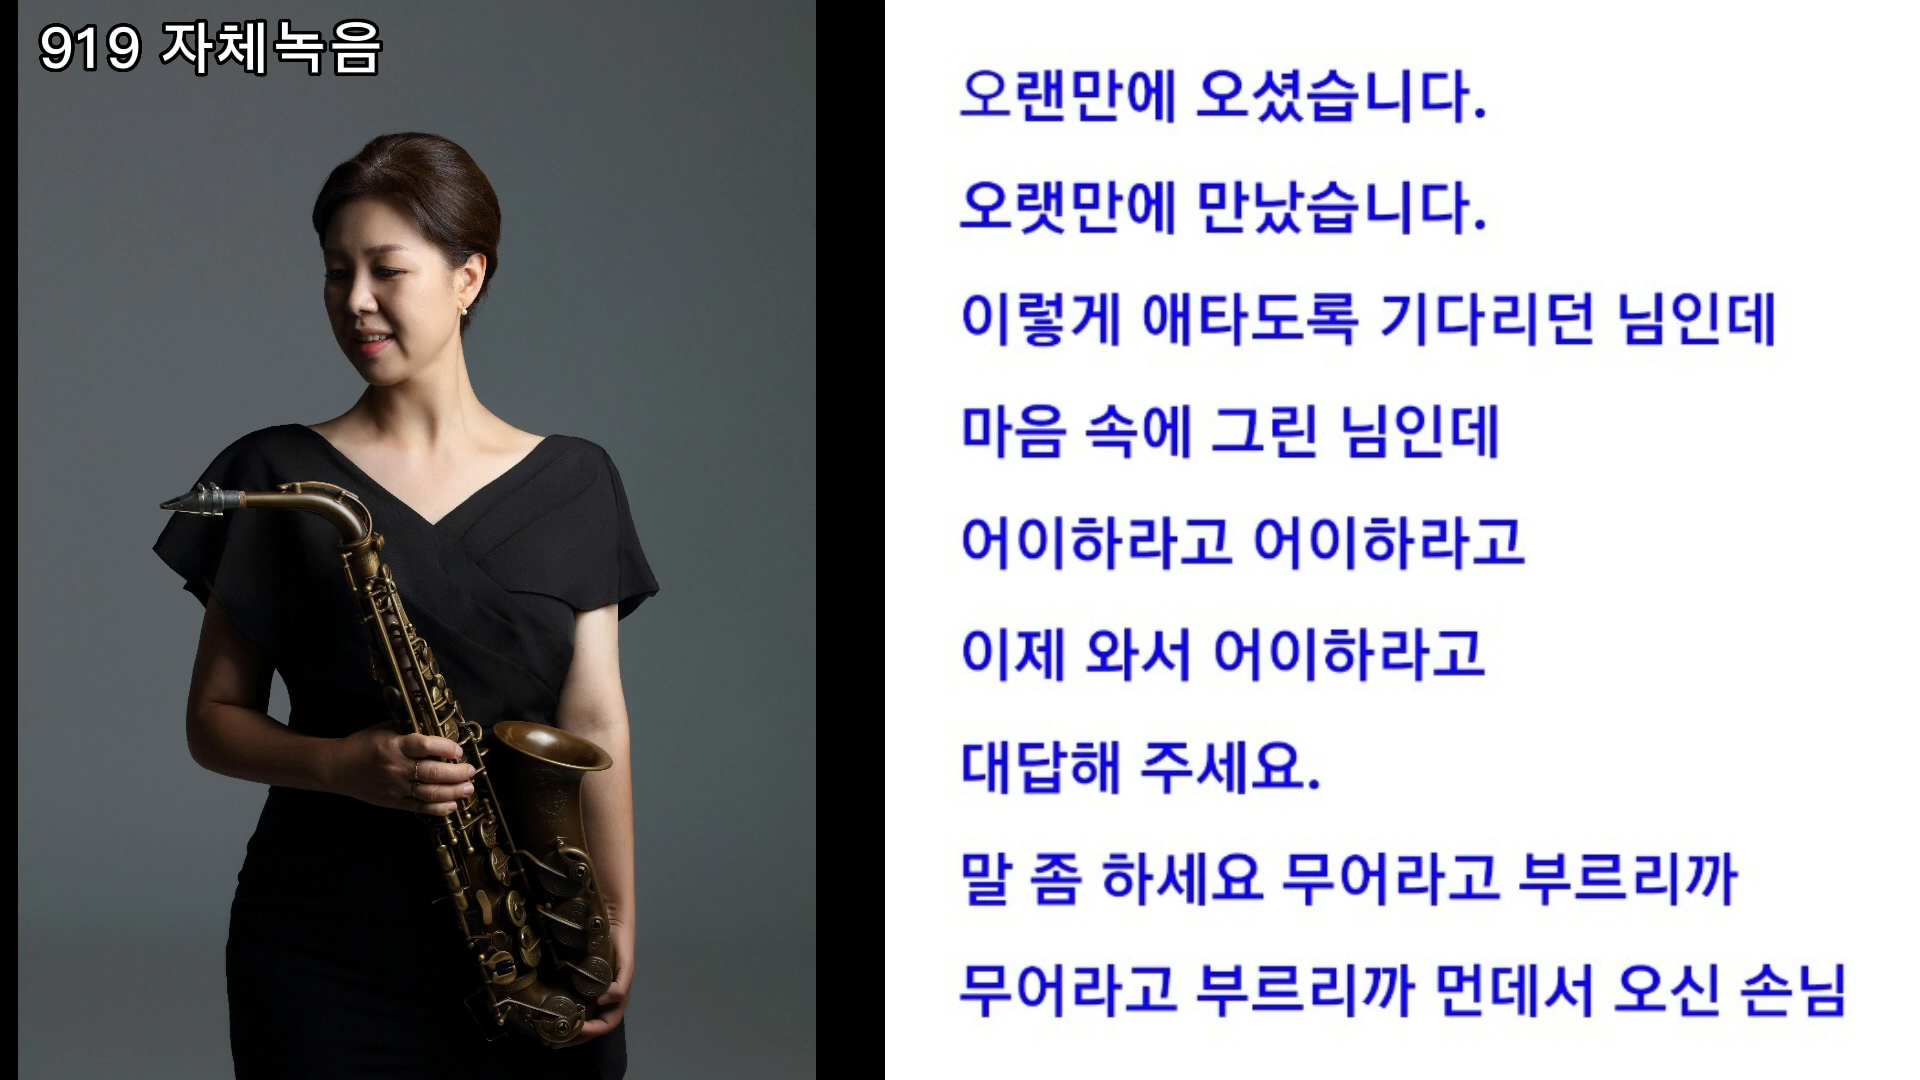 919 자체녹음
오랜만에 오셨습니다.
오랫만에 만났습니다.
이렇게 애타도록 기다리던 님인데
마음 속에 그린 님인데
어이하라고 어이하라고
이제 와서 어이하라고
대답해 주세요.
말 좀 하세요 무어라고 부르리까
무어라고 부르리까 먼데서 오신 손님